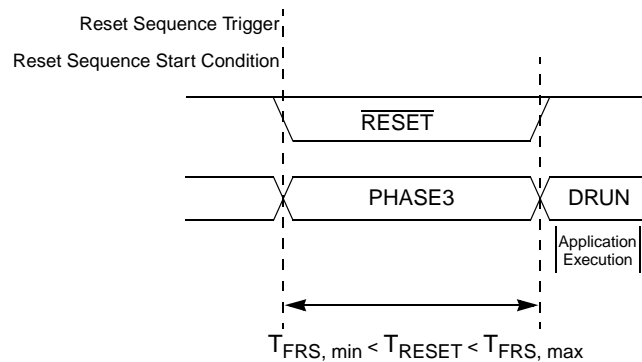 Reset Sequence Trigger
Reset Sequence Start Condition
RESET
PHASE3
DRUN
Application
Execution
TFRS, min < TRESET < TFRS, max